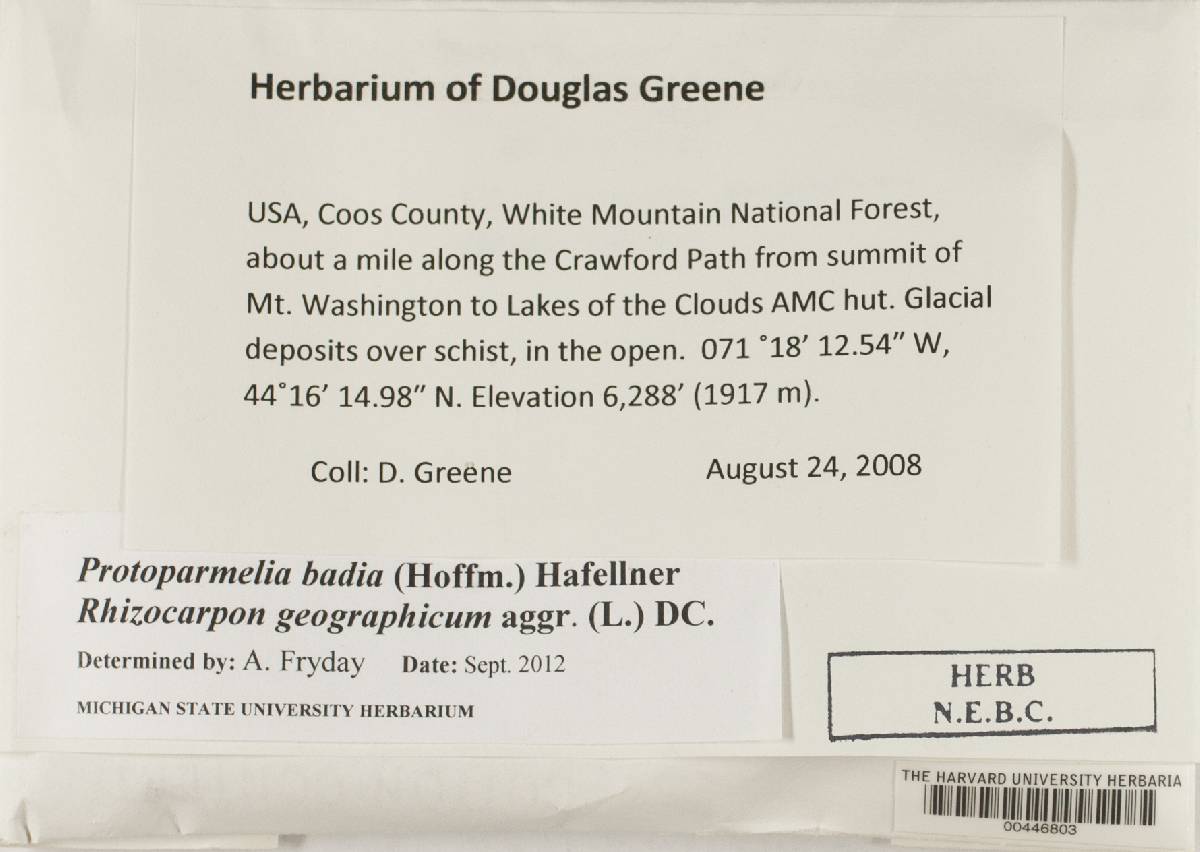 Herbarium of Douglas Greene
USA, Coos County, White Mountain National Forest,
about a mile along the Crawford Path from summit of
Mt. Washington to Lakes of the Clouds AMC hut. Glacial
deposits over schist, in the open. 071 °18′ 12.54″ W,
44°16′ 14.98″ N. Elevation 6,288′ (1917 m).
Coll: D. Greene August 24, 2008
Protoparmelia badia (Hoffm.) Hafellner
Rhizocarpon geographicum aggr. (L.) DC.
Determined by: A. Fryday Date: Sept. 2012
MICHIGAN STATE UNIVERSITY HERBARIUM
HERB
N.E.B.C.
THE HARVARD UNIVERSITY HERBARIA
00446803